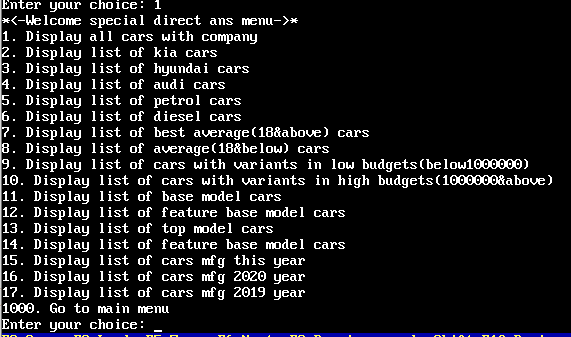 Enter your choice: 1
*<-Welcome special direct ans menu->*
1. Display all cars with company
2. Display list of kia cars
3. Display list of hyundai cars
4. Display list of audi cars
5. Display list of petrol cars
6. Display list of diesel cars
7. Display list of best average(18&above) cars
8. Display list of average(18&below) cars
9. Display list of cars with variants in low budgets(below1000000)
10. Display list of cars with variants in high budgets(1000000&above)
11. Display list of base model cars
12. Display list of feature base model cars
13. Display list of top model cars
14. Display list of feature base model cars
15. Display list of cars mfg this year
16. Display list of cars mfg 2020 year
17. Display list of cars mfg 2019 year
1000. Go to main menu
Enter your choice: _